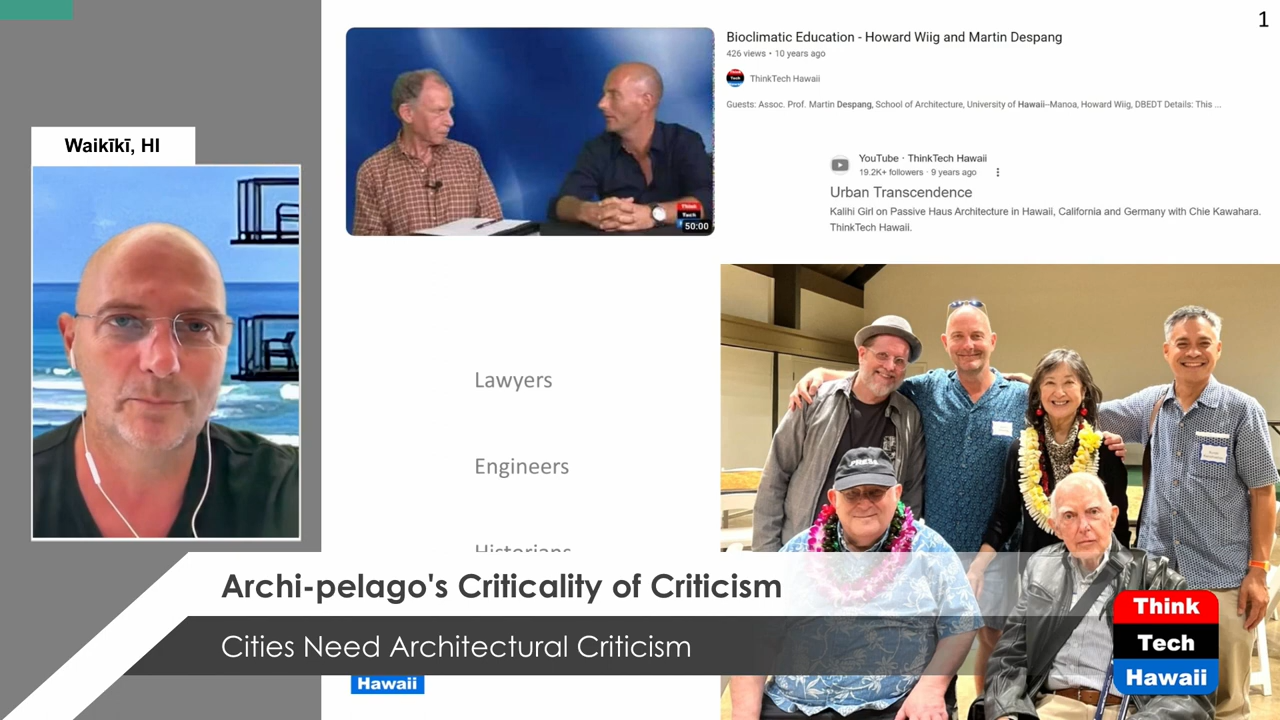 1
Waikīkī, HI
Bioclimatic Education - Howard Wiig and Martin Despang
426 views • 10 years ago
Think Tech
ThinkTech Hawaii
Guests: Assoc. Prof. Martin Despang, School of Architecture, University of Hawaii–Manoa, Howard Wiig, DBEDT Details: This ...
50:00
YouTube · ThinkTech Hawaii
19.2K+ followers · 9 years ago
Urban Transcendence
Kalihi Girl on Passive Haus Architecture in Hawaii, California and Germany with Chie Kawahara.
ThinkTech Hawaii.
Lawyers
Engineers
Historians
PRESS
Archi-pelago's Criticality of Criticism
Cities Need Architectural Criticism
Hawaii
Think
Tech
Hawaii